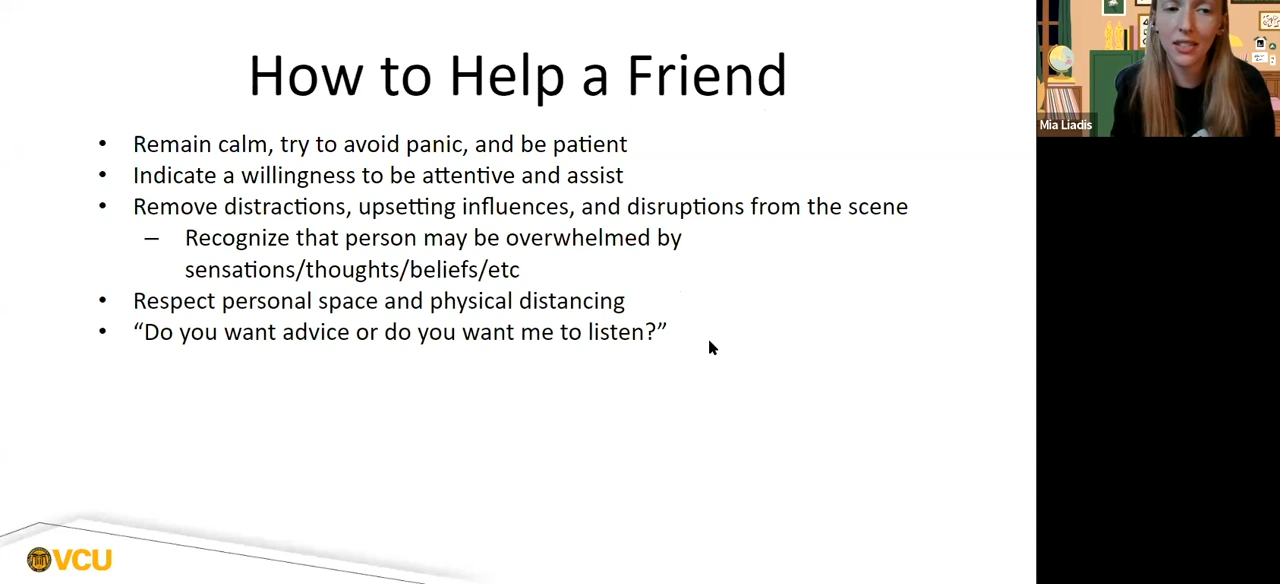 How to Help a Friend
Mia Liadis
• Remain calm, try to avoid panic, and be patient
• Indicate a willingness to be attentive and assist
• Remove distractions, upsetting influences, and disruptions from the scene
– Recognize that person may be overwhelmed by
sensations/thoughts/beliefs/etc
• Respect personal space and physical distancing
• “Do you want advice or do you want me to listen?”
VCU